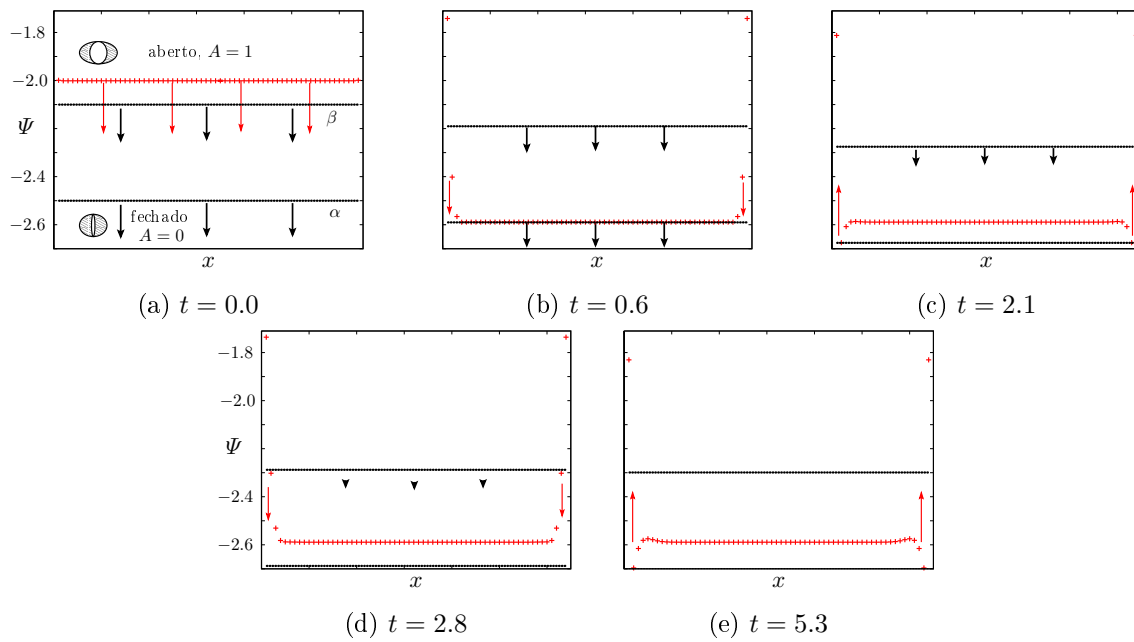 −1.8
aberto, A = 1
−2.0
β
Ψ
−2.4
α
fechado
A=0
−2.6
x
x
x
(a) t = 0.0
(b) t = 0.6
(c) t = 2.1
−1.8
−2.0
Ψ
−2.4
−2.6
x
x
(d) t = 2.8
(e) t = 5.3